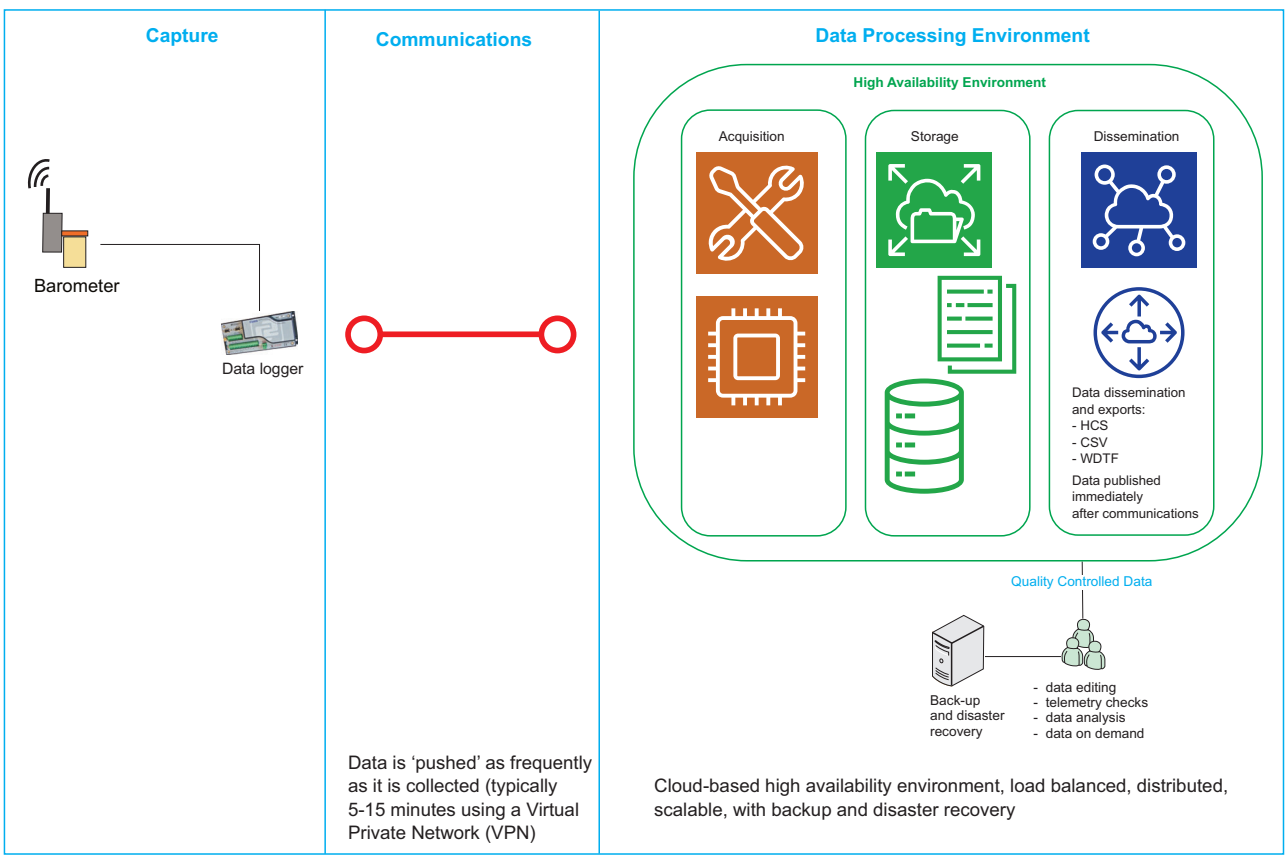 Capture
Communications
Data Processing Environment
High Availability Environment
Acquisition
Storage
Dissemination
Barometer
Data logger
Data dissemination
and exports:
- HCS
- CSV
- WDTF
Data published
immediately
after communications
Quality Controlled Data
Back-up
and disaster
recovery
- data editing
- telemetry checks
- data analysis
- data on demand
Data is ‘pushed’ as frequently
as it is collected (typically
5-15 minutes using a Virtual
Private Network (VPN)
Cloud-based high availability environment, load balanced, distributed,
scalable, with backup and disaster recovery